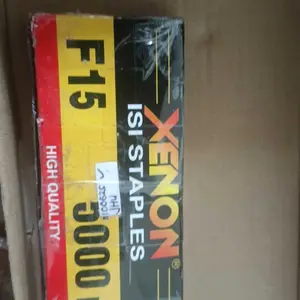 XENON®
ISI STAPLES
F15
5000
HIGH QUALITY